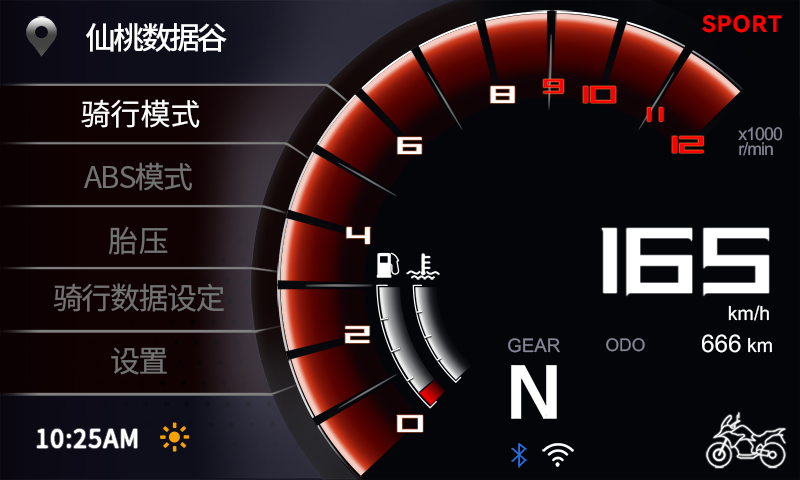 仙桃数据谷
SPORT
骑行模式
ABS模式
胎压
骑行数据设定
设置
10:25AM
0
2
4
6
8
9
10
11
12
x1000
r/min
165
km/h
GEAR
N
ODO
666 km